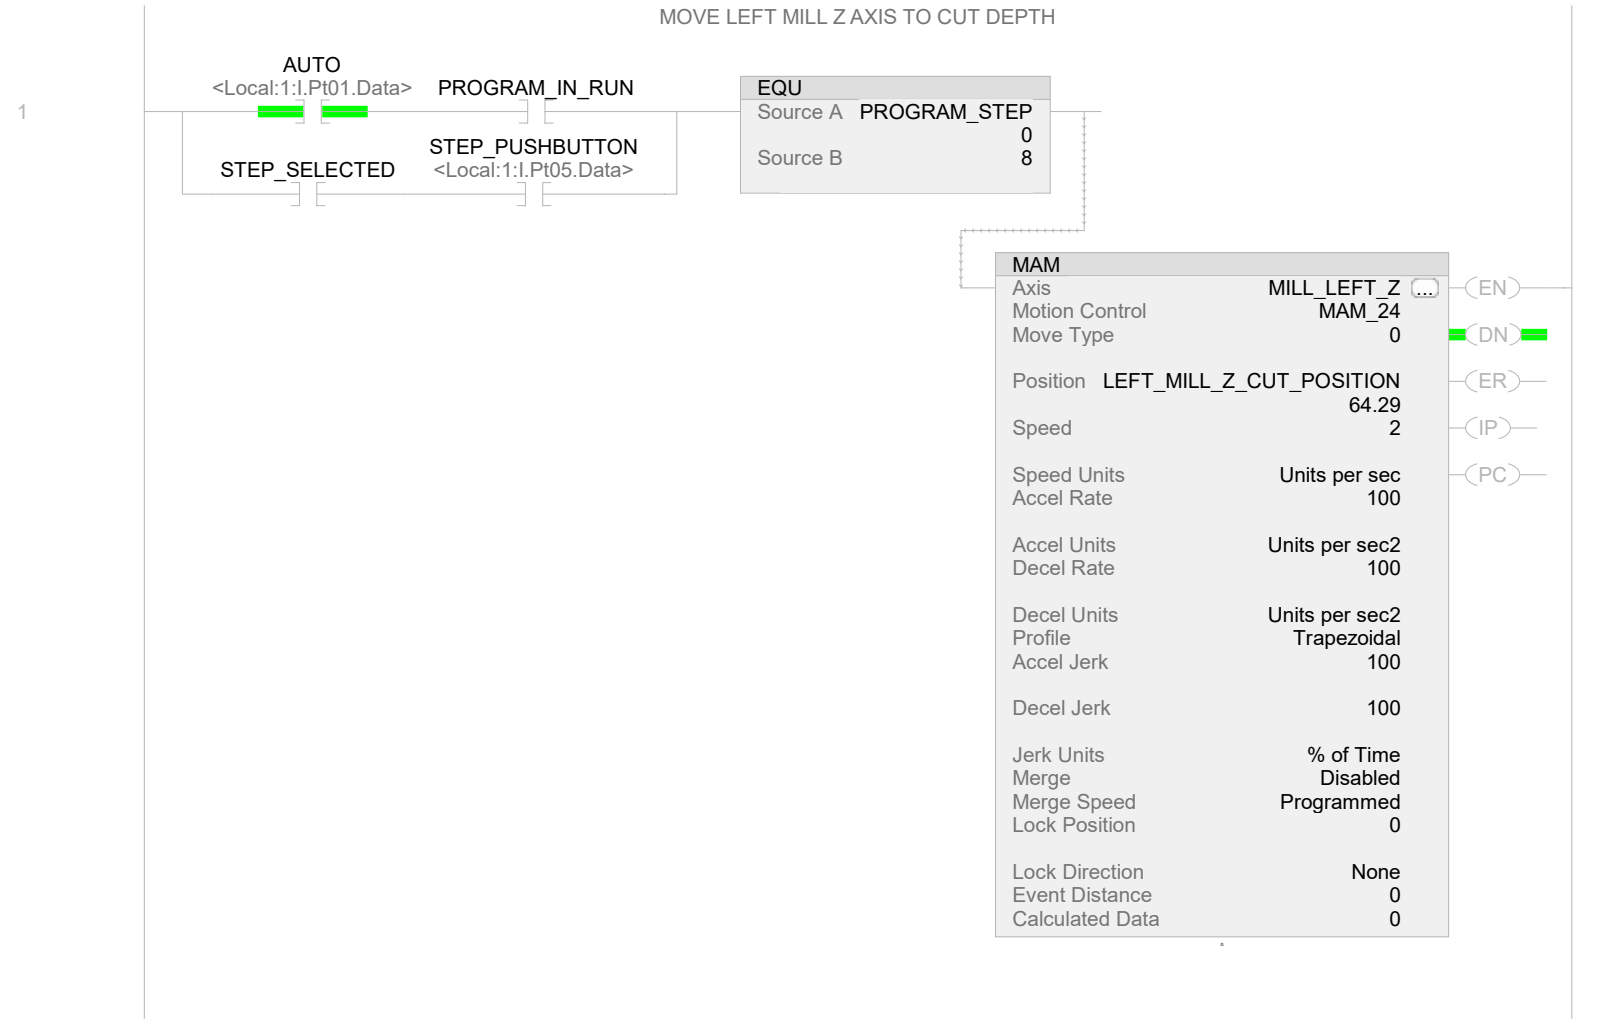 MOVE LEFT MILL Z AXIS TO CUT DEPTH
AUTO
<Local:1:I.Pt01.Data>
PROGRAM_IN_RUN
1
STEP_SELECTED
STEP_PUSHBUTTON
<Local:1:I.Pt05.Data>
EQU
Source A PROGRAM_STEP
0
Source B 8
MAM
Axis MILL_LEFT_Z ... EN
Motion Control MAM_24
Move Type 0 DN
Position LEFT_MILL_Z_CUT_POSITION ER
64.29
Speed 2 IP
Speed Units Units per sec PC
Accel Rate 100
Accel Units Units per sec2
Decel Rate 100
Decel Units Units per sec2
Profile Trapezoidal
Accel Jerk 100
Decel Jerk 100
Jerk Units % of Time
Merge Disabled
Merge Speed Programmed
Lock Position 0
Lock Direction None
Event Distance 0
Calculated Data 0